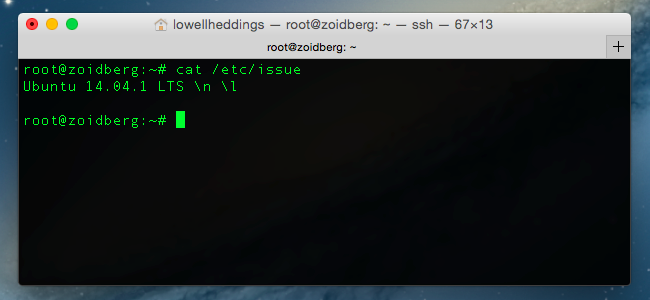 lowellheddings — root@zoidberg: ~ — ssh — 67×13
root@zoidberg: ~
root@zoidberg:~# cat /etc/issue
Ubuntu 14.04.1 LTS \n \l
root@zoidberg:~#